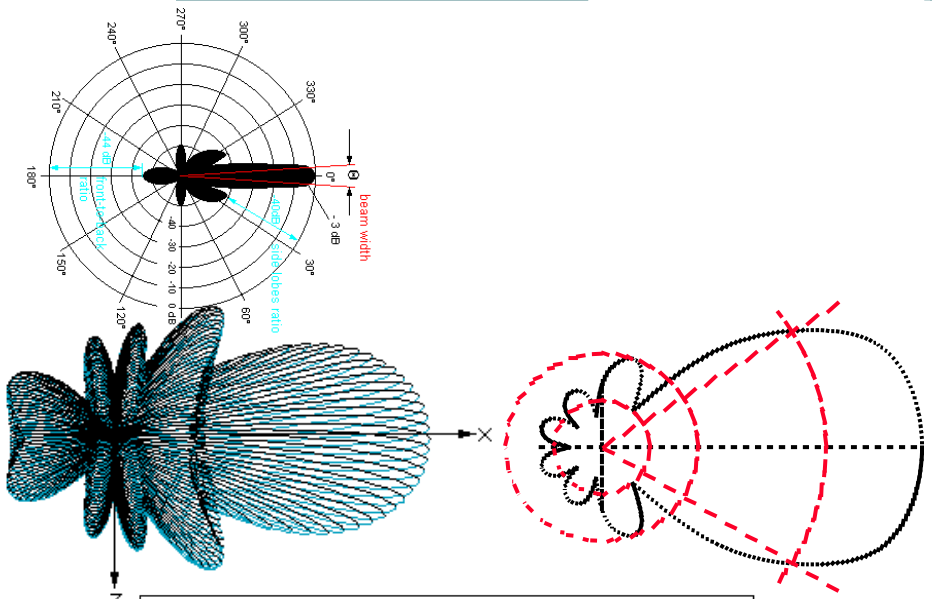 270°
240°
300°
210°
330°
180°
0°
Θ
beam width
- 3 dB
-44 dB front-to-back
ratio
-40dB side lobes ratio
-40
-30
-20
-10
0 dB
150°
30°
120°
60°
X